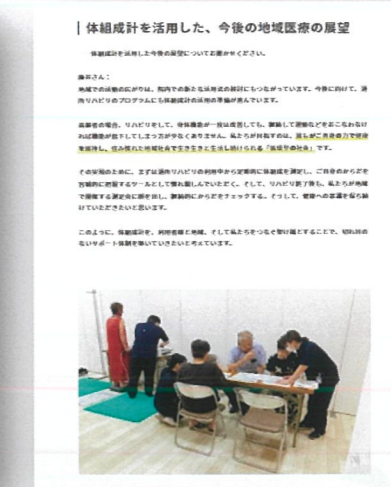 体組成計を活用した、今後の地域医療の展望
体組成計を活用した今後の展望についてお聞かせください。
藤井さん：
地域での活動の広がりは、院内での新たな活用式の検討にもつながっています。今後に向けて、通
所リハビリのプログラムにも体組成計の活用の準備が進んでいます。
高齢者の場合、リハビリをして、身体機能が一度は改善しても、継続して運動などをおこなわなけ
れば機能が低下してしまう方が少なくありません。私たちが目指すのは、誰もがご自身の力で健康
を維持し、住み慣れた地域社会で生き生きと生活し続けられる「
社会」です。
その実現のために、まずは通所リハビリの利用中から定期的に体組成を測定し、ご自身のからだを
客観的に把握するツールとして慣れ親しんでいただく。そして、リハビリ終了後も、私たちが地域
で開催する測定会に顔を出し、継続的にからだをチェックする。そうして、健康への意識を保ち続
けていただきたいと思います。
このように、体組成計を、利用者様と地域、そして私たちをつなぐ架け橋とすることで、切れ目の
ないサポート体制を築いていきたいと考えています。